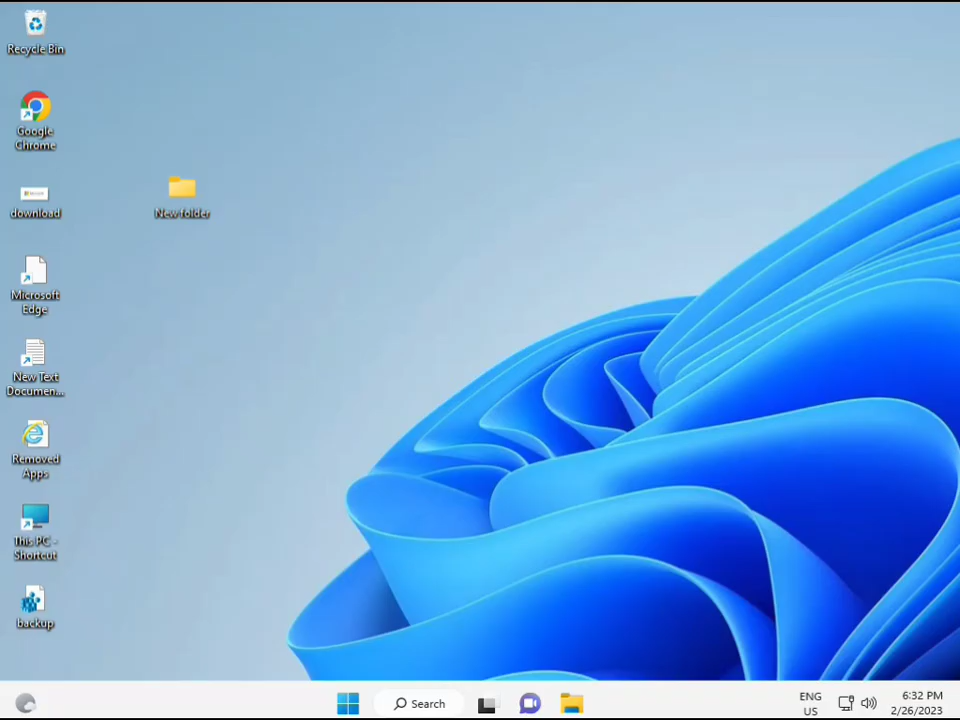 Recycle Bin
Google
Chrome
download
New folder
Microsoft
Edge
New Text
Documen...
Removed
Apps
This PC -
Shortcut
backup
Search
ENG
US
6:32 PM
2/26/2023